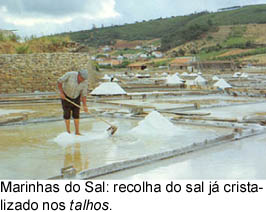 Marinhas do Sal: recolha do sal já crista-
lizado nos talhos.